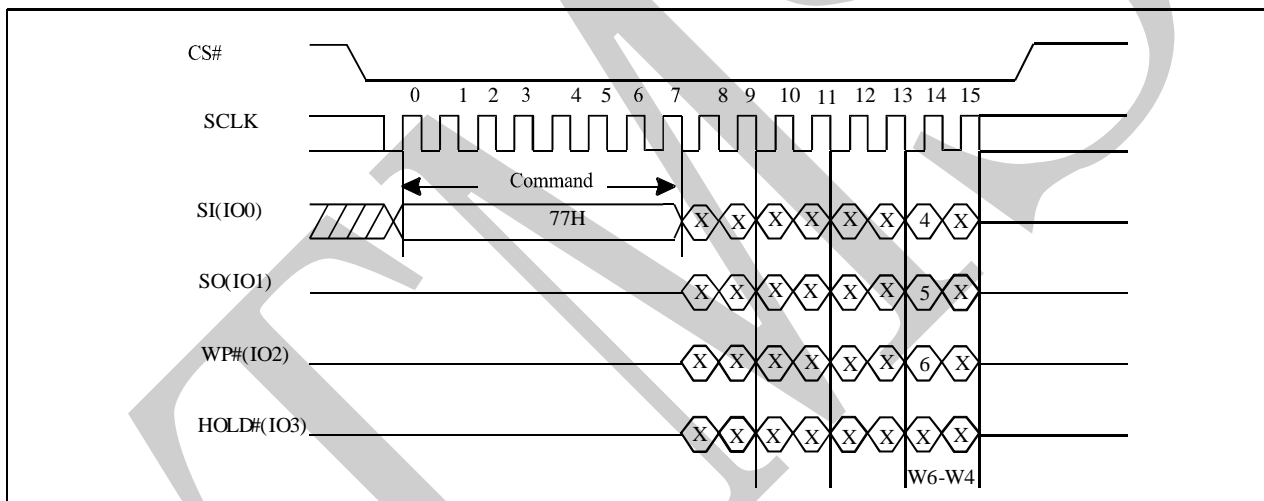 CS#
0 1 2 3 4 5 6 7 8 9 10 11 12 13 14 15
SCLK
Command
SI(IO0) 77H X X X X X X 4 X
SO(IO1) X X X X X X 5 X
WP#(IO2) X X X X X X 6 X
HOLD#(IO3) X X X X X X X X
W6-W4